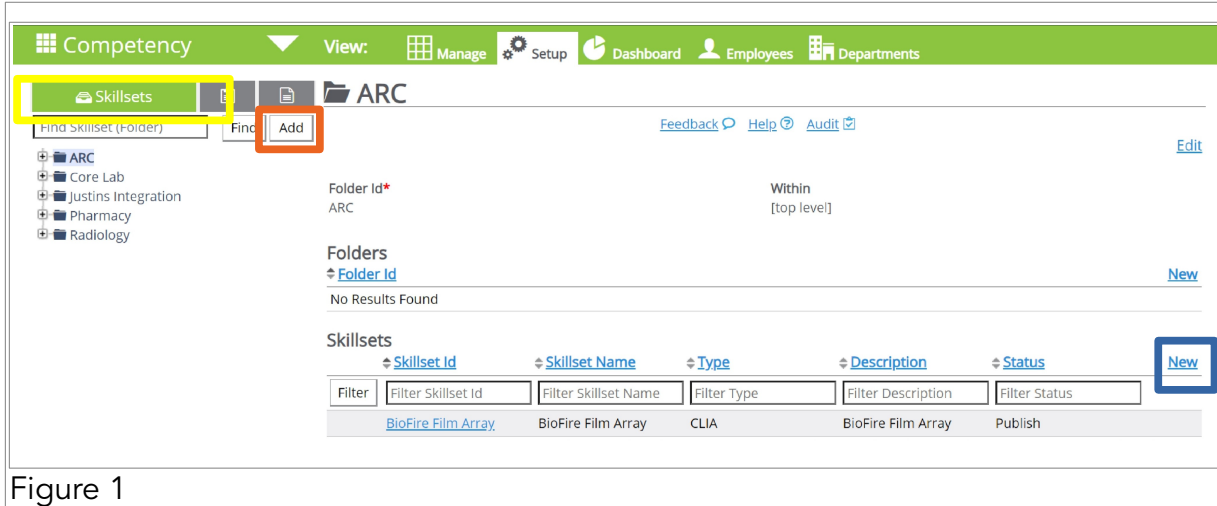 Competency View: Manage Setup Dashboard Employees Departments
Skillsets ARC
Find Skillset (Folder) Find Add Feedback Help Audit
Edit
ARC
Core Lab
Justins Integration
Pharmacy
Radiology
Folder Id* Within
ARC [top level]
Folders
Folder Id New
No Results Found
Skillsets
Skillset Id Skillset Name Type Description Status New
Filter Filter Skillset Id Filter Skillset Name Filter Type Filter Description Filter Status
BioFire Film Array BioFire Film Array CLIA BioFire Film Array Publish
Figure 1